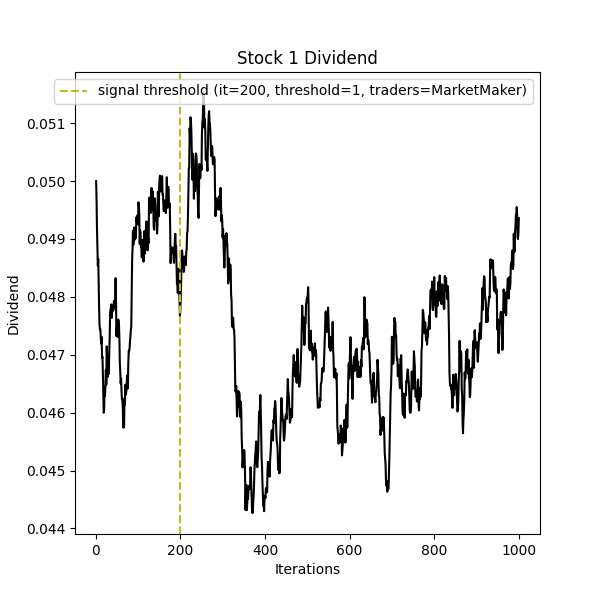 Stock 1 Dividend
signal threshold (it=200, threshold=1, traders=MarketMaker)
0.051
0.050
0.049
0.048
0.047
0.046
0.045
0.044
Dividend
0 200 400 600 800 1000
Iterations